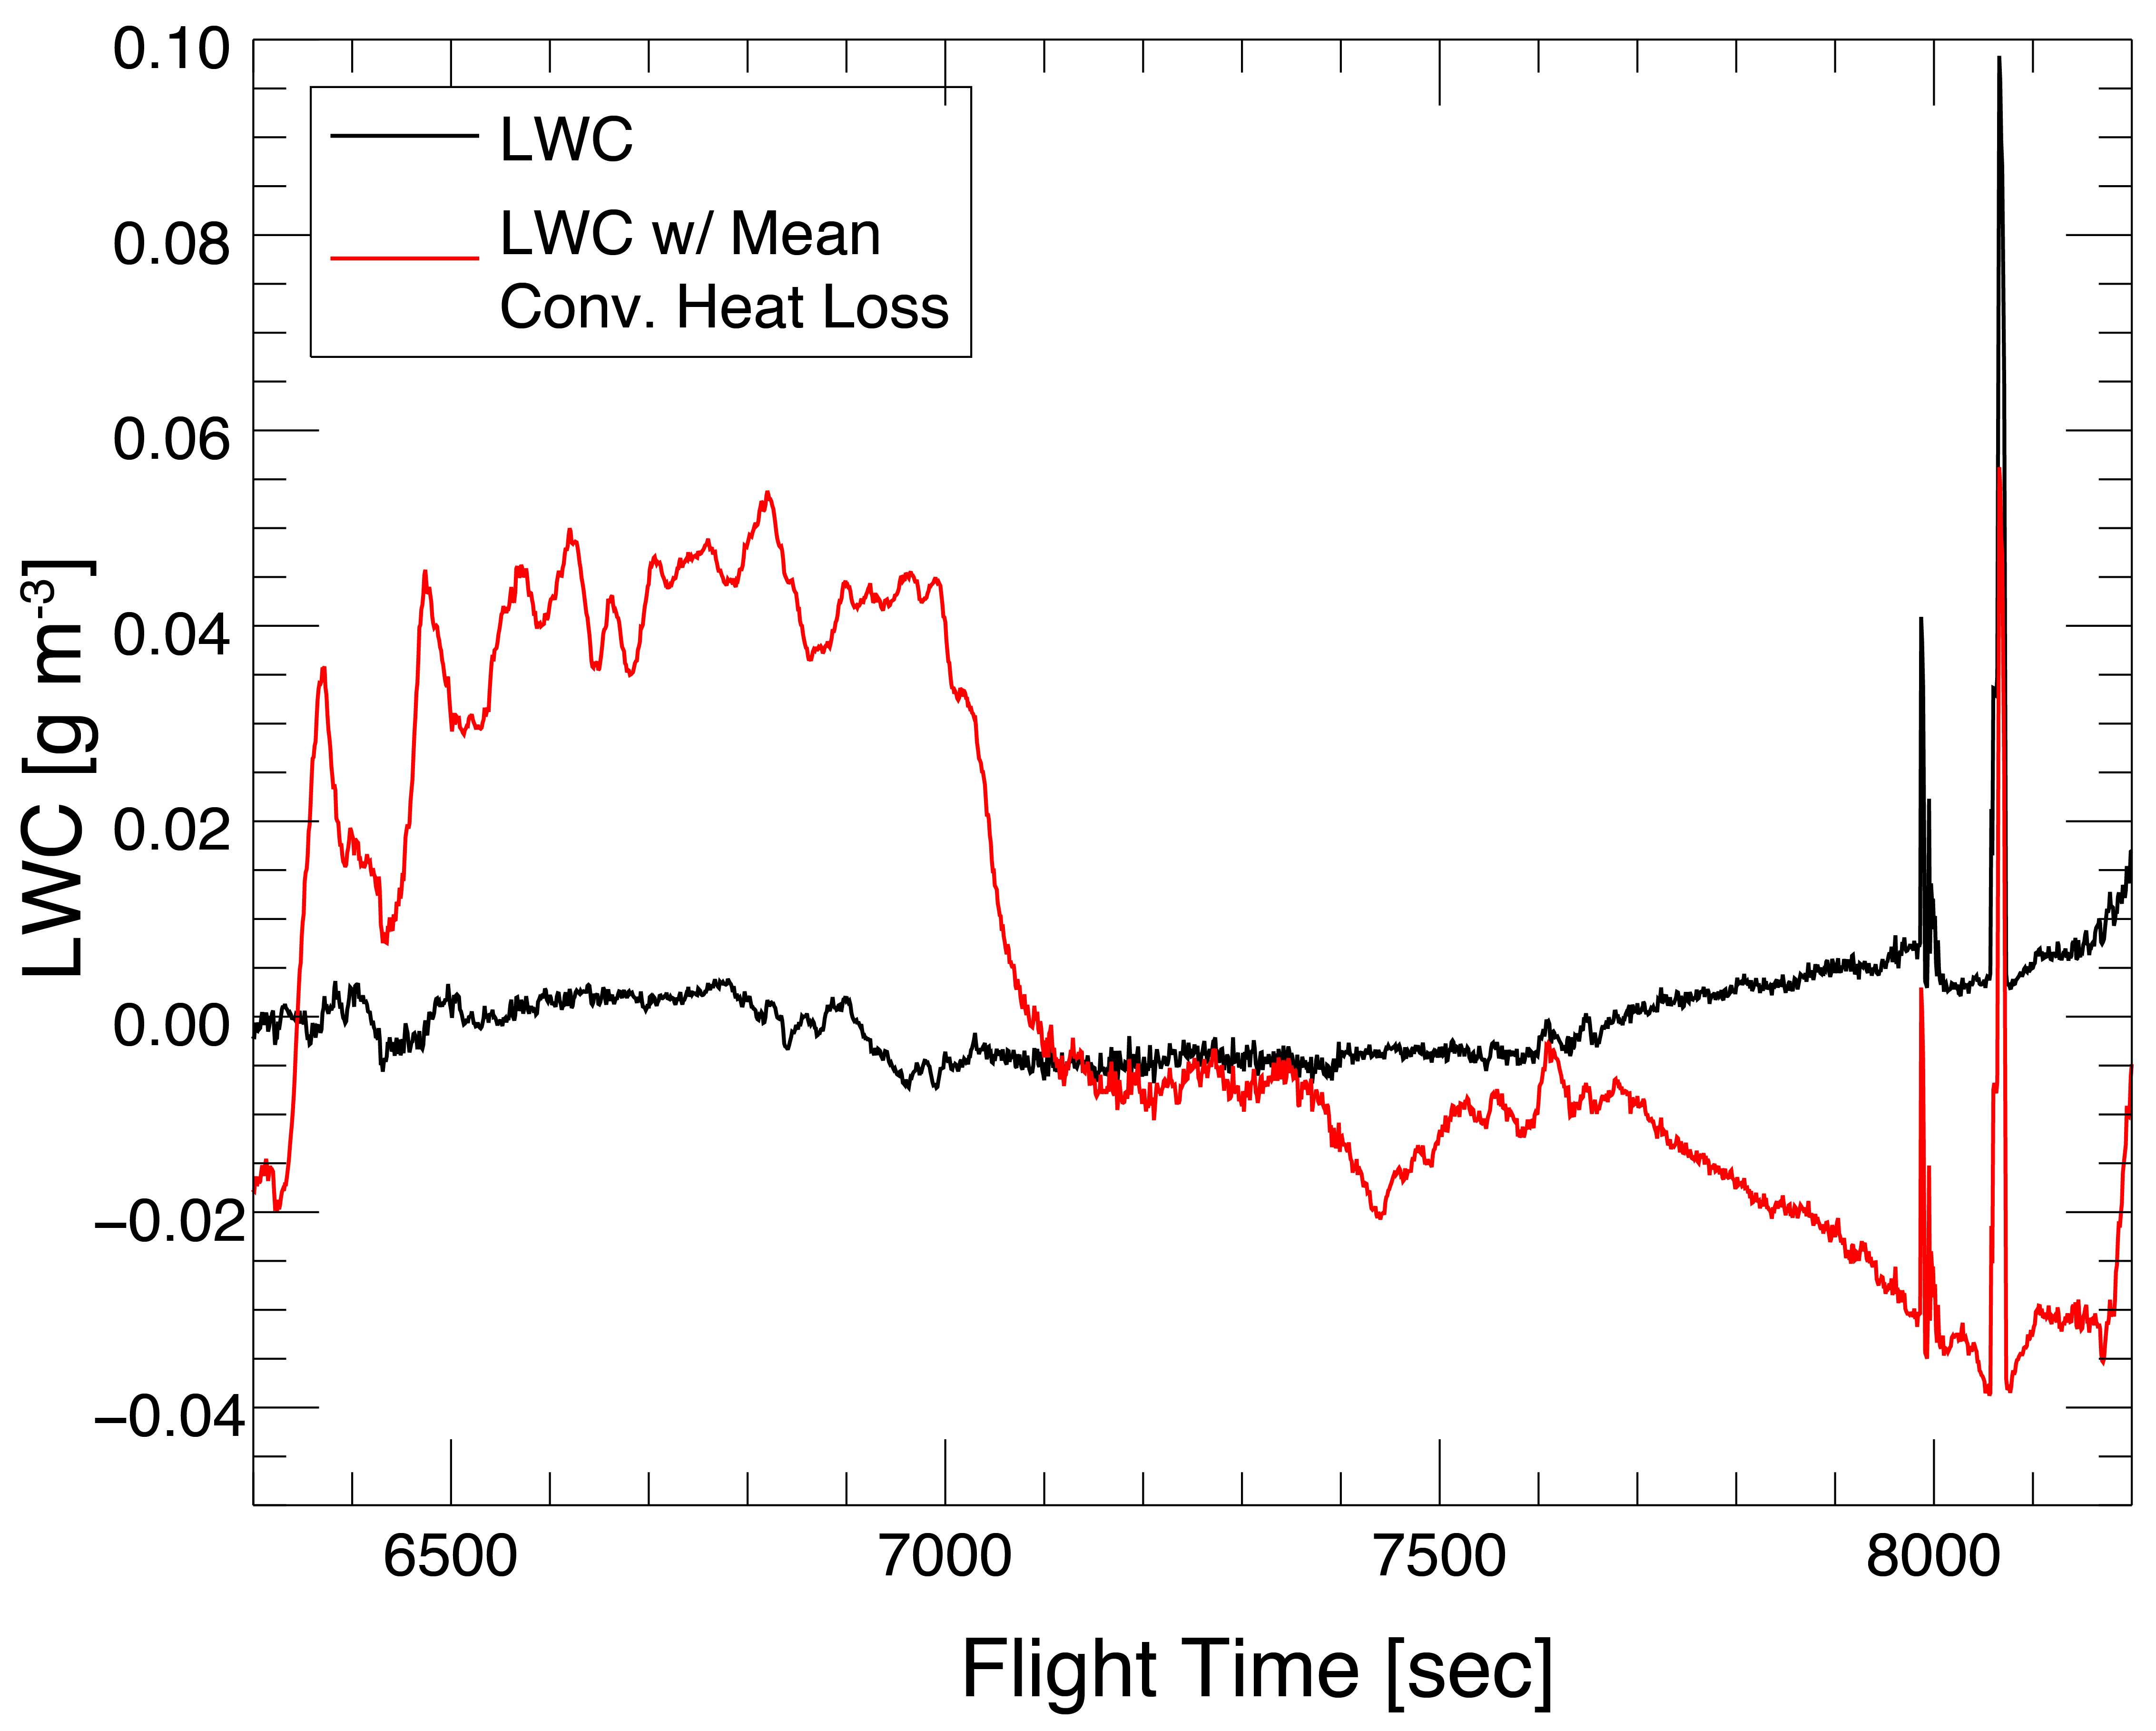 0.10
0.08
0.06
0.04
0.02
0.00
−0.02
−0.04
LWC [g m-3]
LWC
LWC w/ Mean
Conv. Heat Loss
6500
7000
7500
8000
Flight Time [sec]